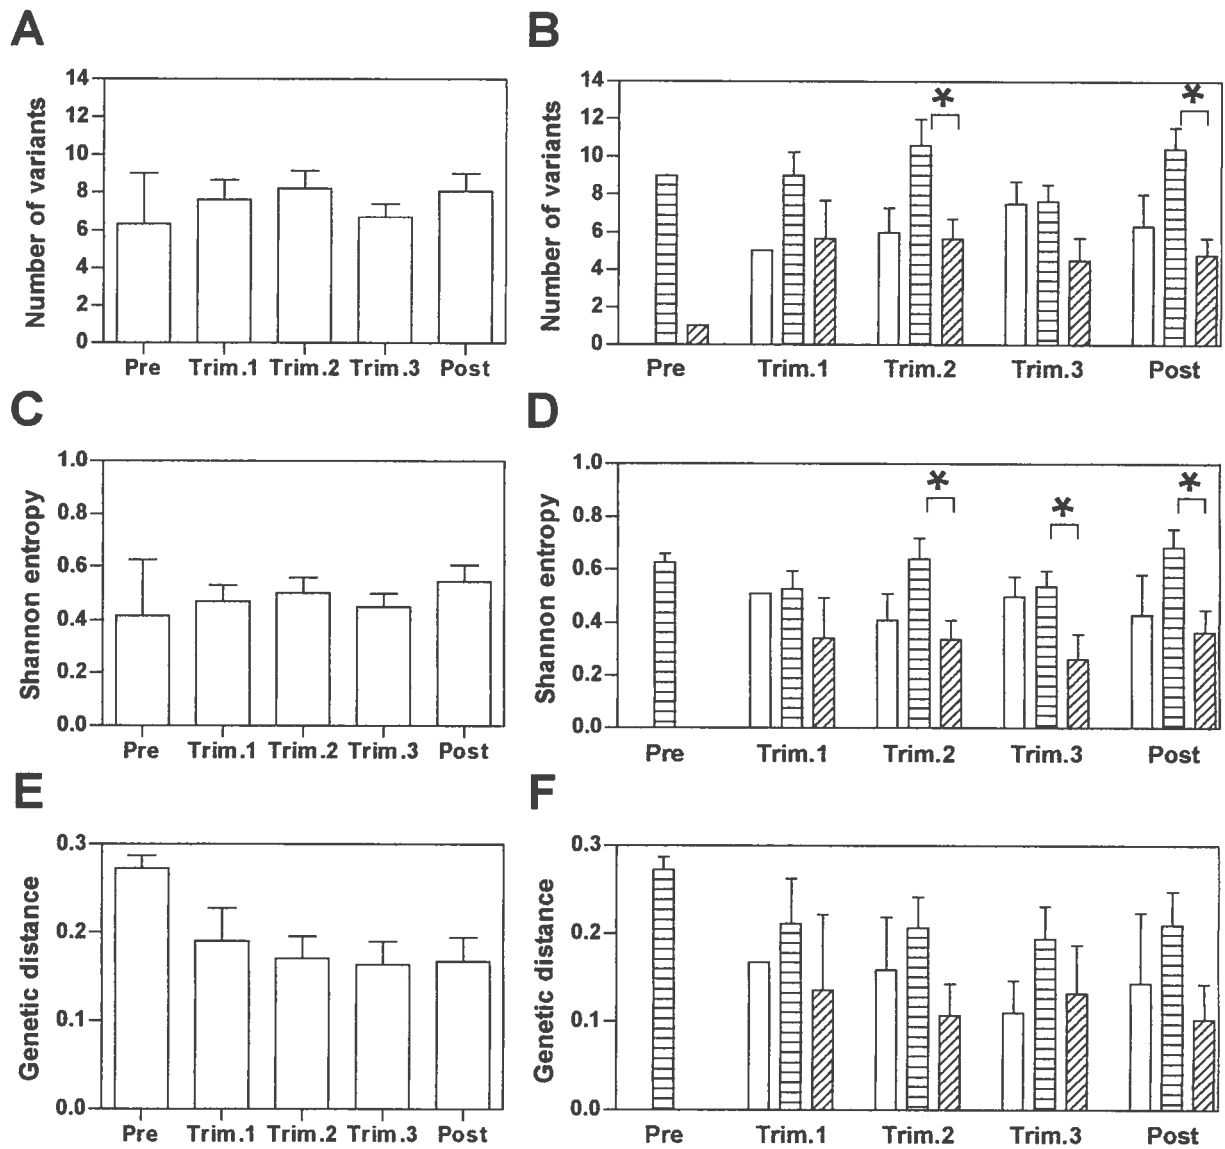 A
Number of variants
14
12
10
8
6
4
2
0
Pre Trim.1 Trim.2 Trim.3 Post
B
Number of variants
14
12
10
8
6
4
2
0
*
*
Pre Trim.1 Trim.2 Trim.3 Post
C
Shannon entropy
1.0
0.8
0.6
0.4
0.2
0.0
Pre Trim.1 Trim.2 Trim.3 Post
D
Shannon entropy
1.0
0.8
0.6
0.4
0.2
0.0
*
*
*
Pre Trim.1 Trim.2 Trim.3 Post
E
Genetic distance
0.3
0.2
0.1
0.0
Pre Trim.1 Trim.2 Trim.3 Post
F
Genetic distance
0.3
0.2
0.1
0.0
Pre Trim.1 Trim.2 Trim.3 Post